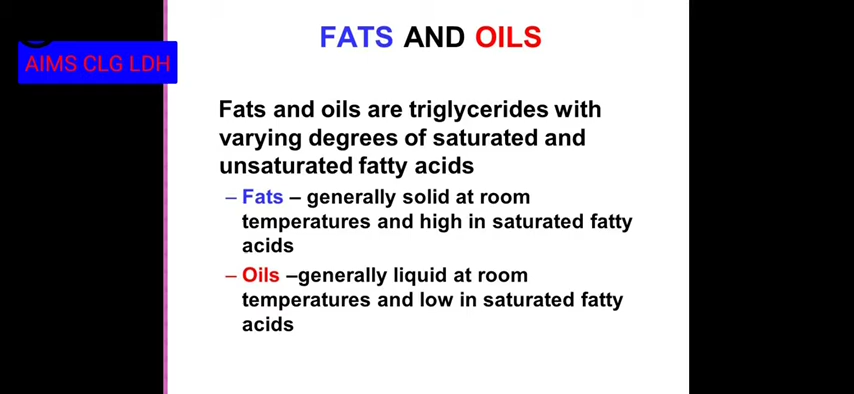 FATS AND OILS
AIMS CLG LDH
Fats and oils are triglycerides with
varying degrees of saturated and
unsaturated fatty acids
– Fats – generally solid at room
temperatures and high in saturated fatty
acids
– Oils –generally liquid at room
temperatures and low in saturated fatty
acids